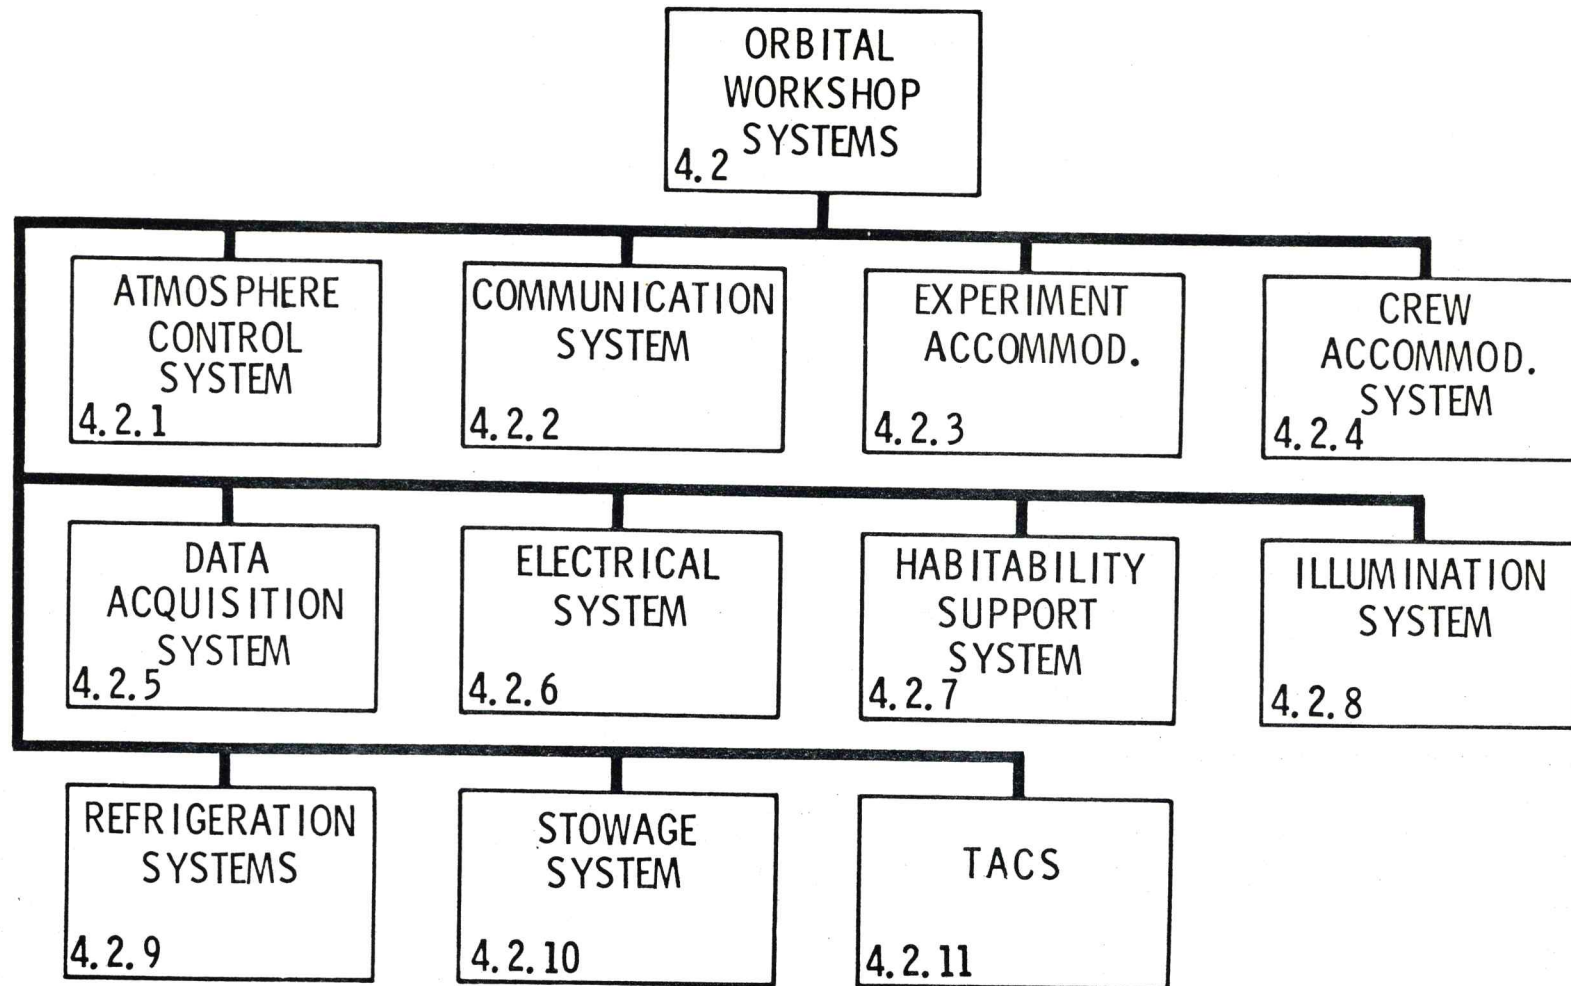 ORBITAL
WORKSHOP
SYSTEMS
4.2
ATMOSPHERE
CONTROL
SYSTEM
4.2.1
COMMUNICATION
SYSTEM
4.2.2
EXPERIMENT
ACCOMMOD.
4.2.3
CREW
ACCOMMOD.
SYSTEM
4.2.4
DATA
ACQUISITION
SYSTEM
4.2.5
ELECTRICAL
SYSTEM
4.2.6
HABITABILITY
SUPPORT
SYSTEM
4.2.7
ILLUMINATION
SYSTEM
4.2.8
REFRIGERATION
SYSTEMS
4.2.9
STOWAGE
SYSTEM
4.2.10
TACS
4.2.11